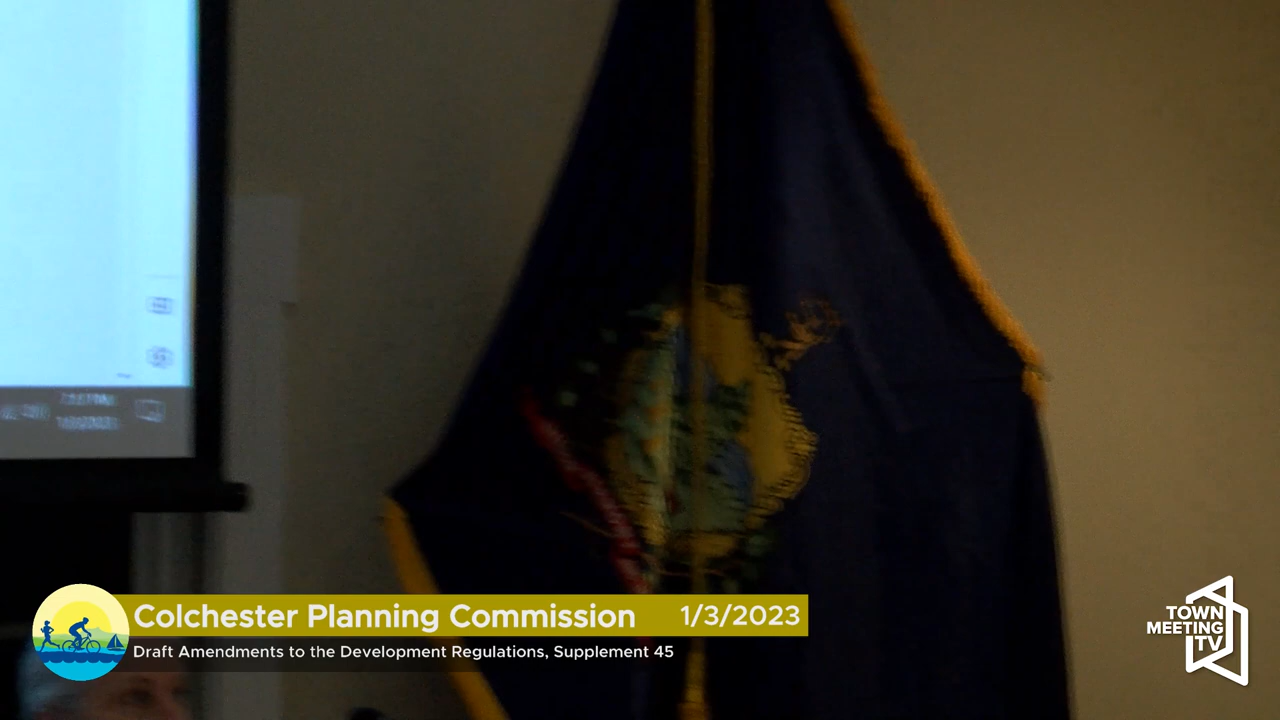 Colchester Planning Commission 1/3/2023
Draft Amendments to the Development Regulations, Supplement 45
TOWN
MEETING
TV